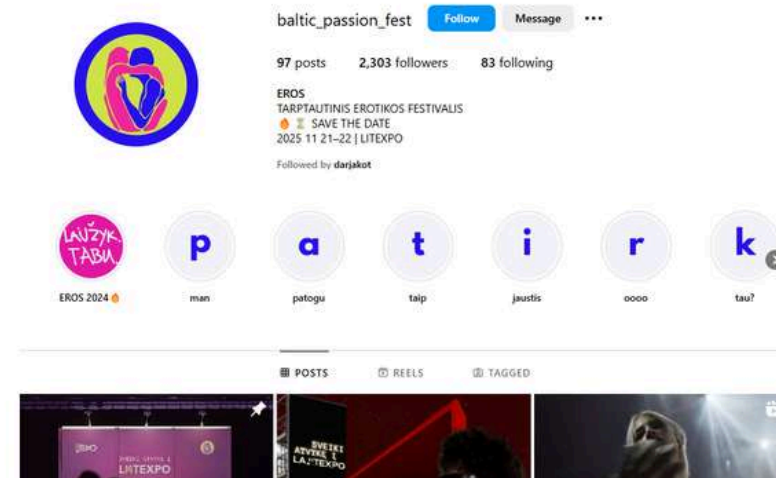 baltic_passion_fest Follow Message
97 posts 2,303 followers 83 following
EROS
TARPTAUTINIS EROTIKOS FESTIVALIS
🔥 ⏳ SAVE THE DATE
2025 11 21–22 | LITEXPO
Followed by darjakot
LAUŽYK.
TABU.
p a t i r k
EROS 2024 🔥 man patogu taip jaustis oooo tau?
POSTS REELS TAGGED
SVEIKI
ATVYKĘ Į
LITEXPO